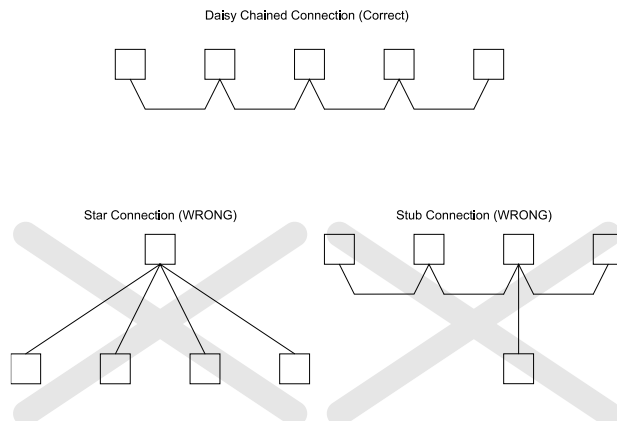 Daisy Chained Connection (Correct)
Star Connection (WRONG)
Stub Connection (WRONG)